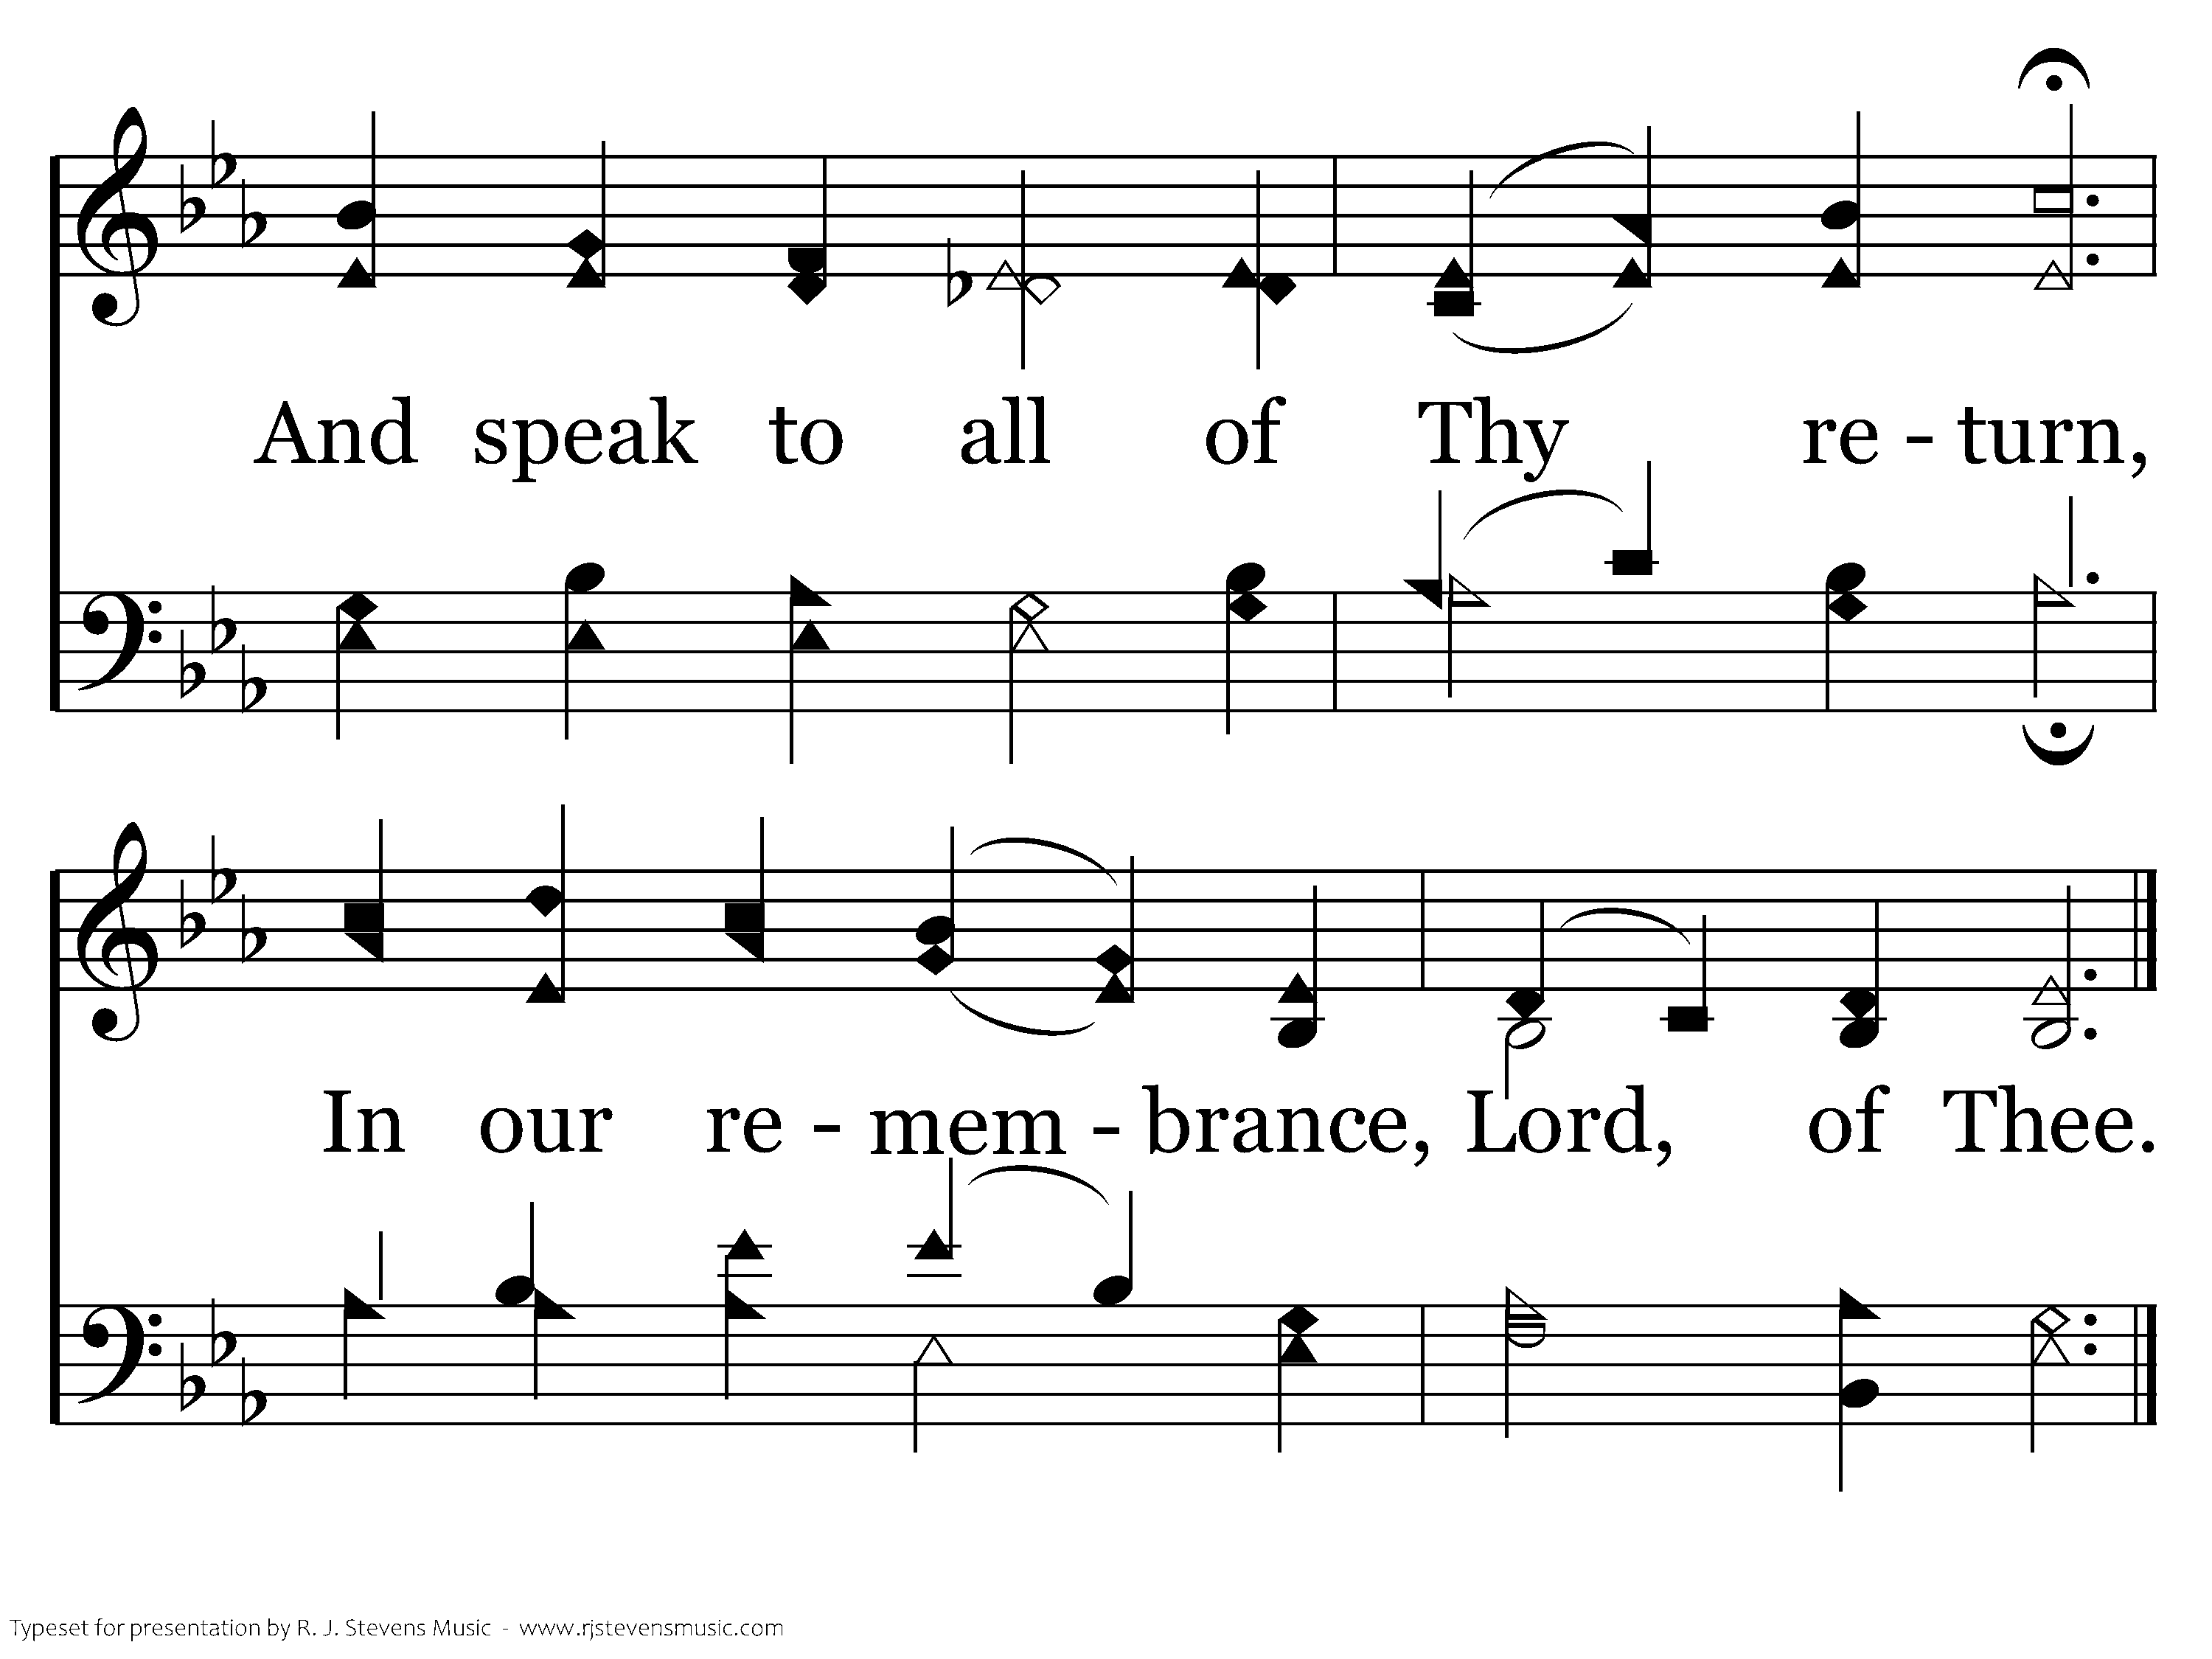 And speak to all of Thy re - turn,
In our re - mem - brance, Lord, of Thee.
Typeset for presentation by R. J. Stevens Music - www.rjstevensmusic.com